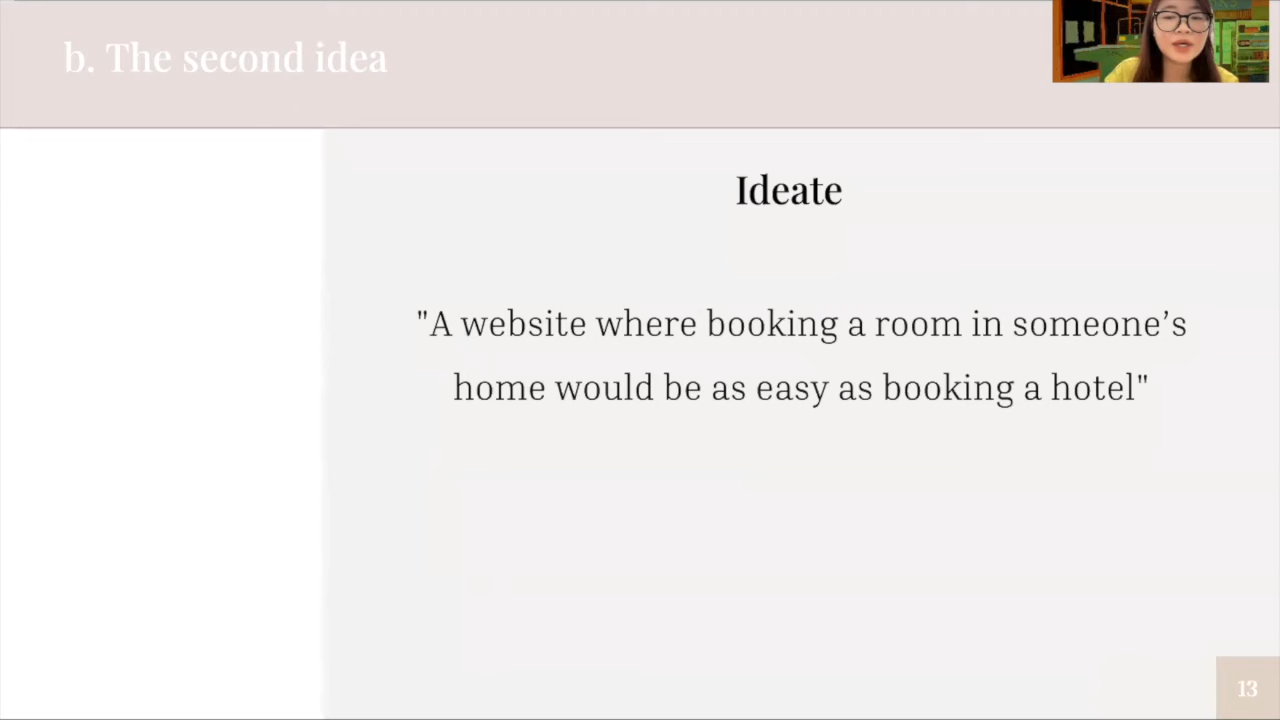 b. The second idea
Ideate
"A website where booking a room in someone’s
home would be as easy as booking a hotel"
13